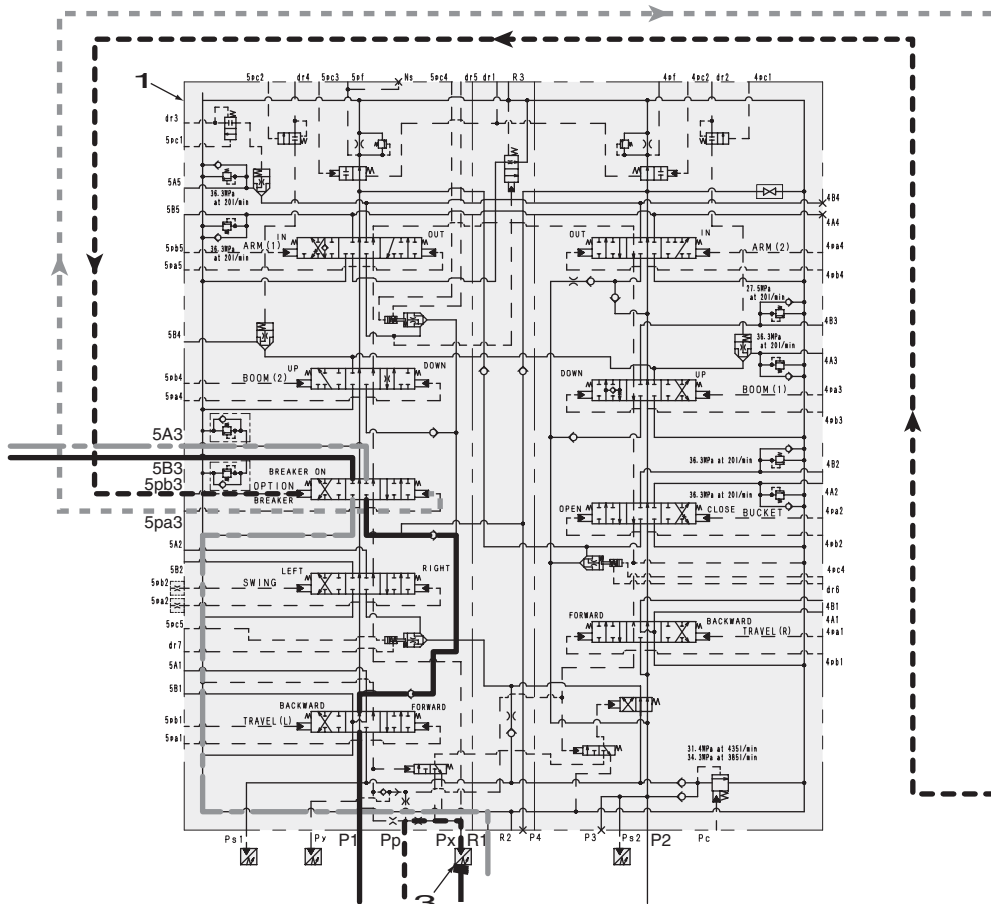 5pc2 dr4 5pc3 5pf Ns 5pc4 dr5 dr1 R3 4pf 4pc2 dr2 4pc1
1
dr3
5pc1
5A5
36.3MPa
at 20l/min
4B4
5B5
4A4
36.3MPa
at 20l/min
5pb5
ARM(1)
IN
OUT
OUT
IN
ARM(2)
4pa4
5pa5
4pb4
27.5MPa
at 20l/min
4B3
5B4
36.3MPa
at 20l/min
4A3
5pb4
BOOM(2)
UP
DOWN
DOWN
UP
BOOM(1)
4pa3
5pa4
4pb3
5A3
5B3
BREAKER ON
36.3MPa at 20l/min
4B2
5pb3
OPTION
36.3MPa at 20l/min
4A2
BREAKER
OPEN
CLOSE
BUCKET
4pa2
5pa3
5A2
4pb2
5B2
LEFT
RIGHT
4pc4
5pb2
SWING
dr6
5pa2
4B1
4A1
5pc5
FORWARD
BACKWARD
TRAVEL(R)
4pa1
dr7
5A1
4pb1
5B1
BACKWARD
FORWARD
5pb1
TRAVEL(L)
5pa1
31.4MPa at 435l/min
34.3MPa at 385l/min
Ps1 Py P1 Pp Px R1 R2 P4 P3 Ps2 P2 Pc
3